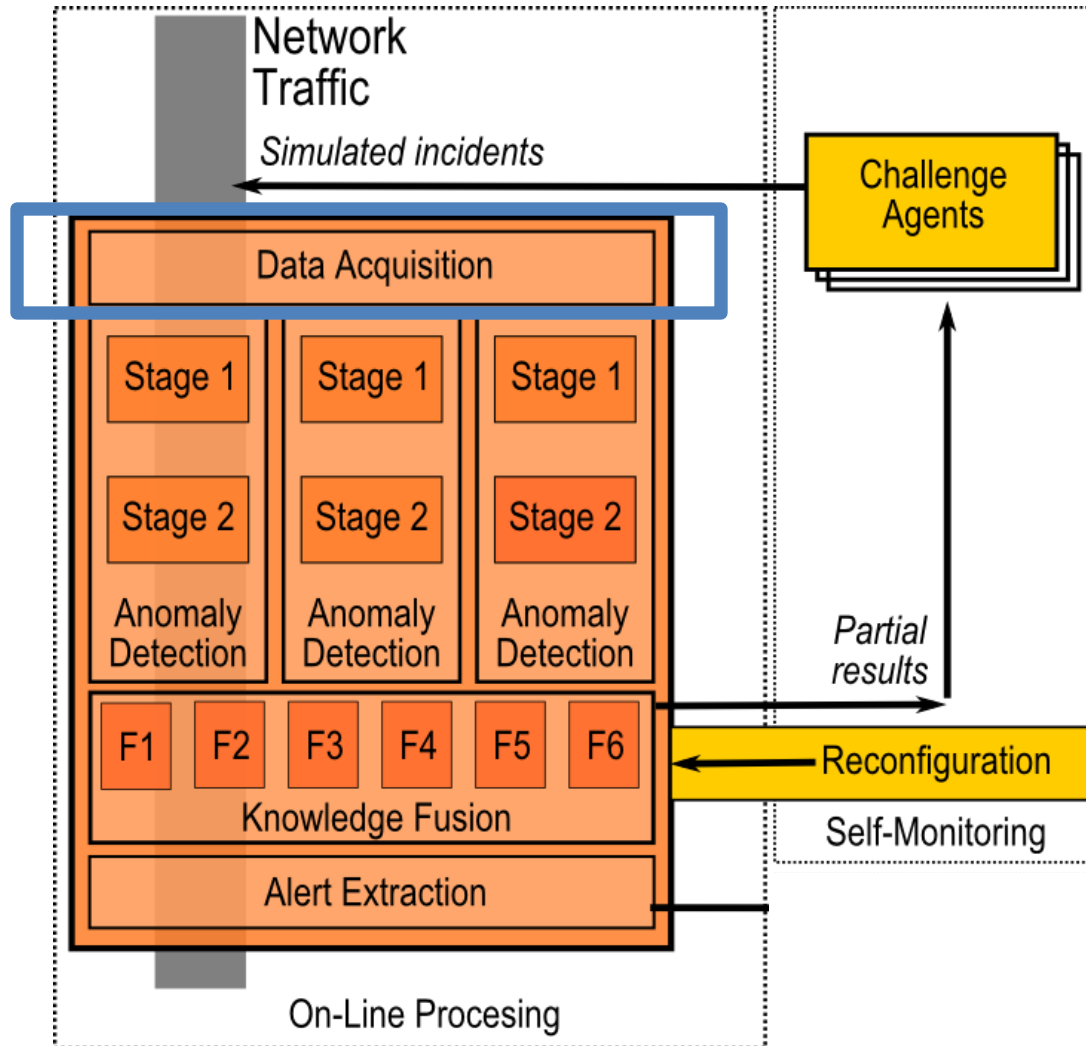 Network
Traffic
Simulated incidents
Challenge
Agents
Data Acquisition
Stage 1
Stage 1
Stage 1
Stage 2
Stage 2
Stage 2
Anomaly
Detection
Anomaly
Detection
Anomaly
Detection
Partial
results
F1
F2
F3
F4
F5
F6
Knowledge Fusion
Reconfiguration
Self-Monitoring
Alert Extraction
On-Line Procesing